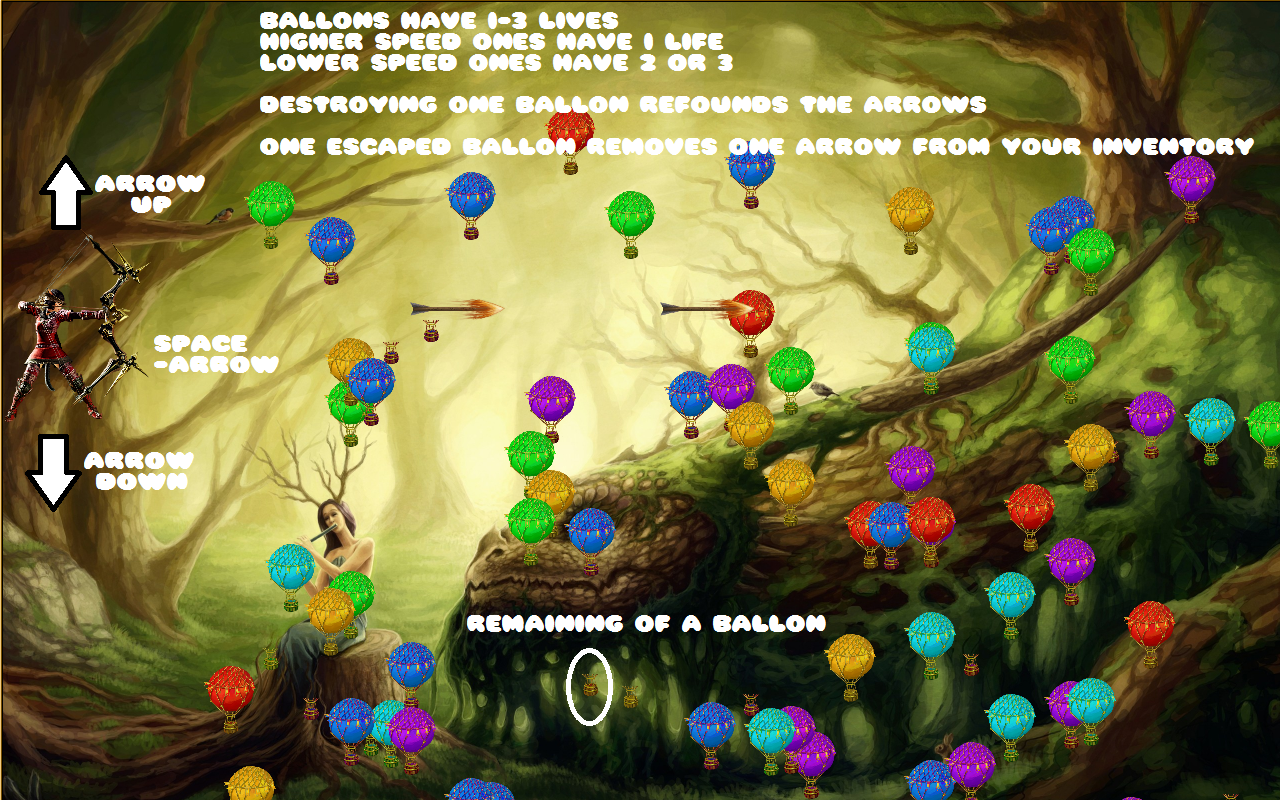 BALLONS HAVE 1-3 LIVES
HIGHER SPEED ONES HAVE 1 LIFE
LOWER SPEED ONES HAVE 2 OR 3
DESTROYING ONE BALLON REFOUNDS THE ARROWS
ONE ESCAPED BALLON REMOVES ONE ARROW FROM YOUR INVENTORY
ARROW
UP
SPACE
-ARROW
ARROW
DOWN
REMAINING OF A BALLON